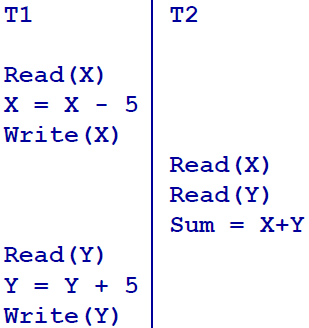 T1 T2
Read(X)
X = X - 5
Write(X)
Read(X)
Read(Y)
Sum = X+Y
Read(Y)
Y = Y + 5
Write(Y)